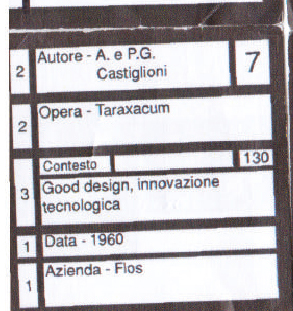 2 Autore - A. e P.G. 7
Castiglioni
2 Opera - Taraxacum
Contesto 130
3 Good design, innovazione
tecnologica
1 Data - 1960
1 Azienda - Flos